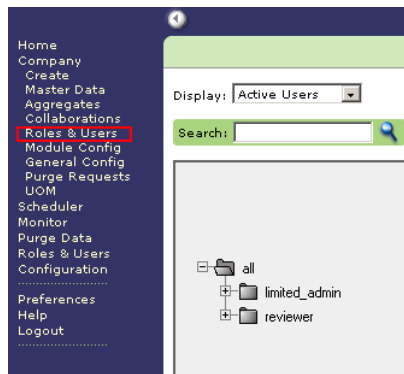 Home
Company
Create
Master Data
Aggregates
Collaborations
Roles & Users
Module Config
General Config
Purge Requests
UOM
Scheduler
Monitor
Purge Data
Roles & Users
Configuration
Preferences
Help
Logout
Display: Active Users
Search:
all
limited_admin
reviewer